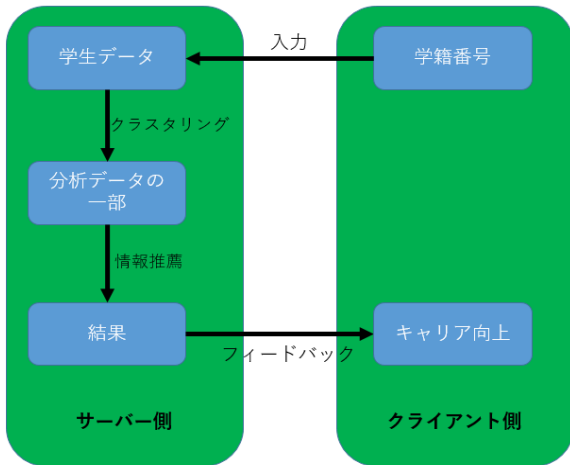 学生データ
入力
学籍番号
クラスタリング
分析データの
一部
情報推薦
結果
フィードバック
キャリア向上
サーバー側
クライアント側